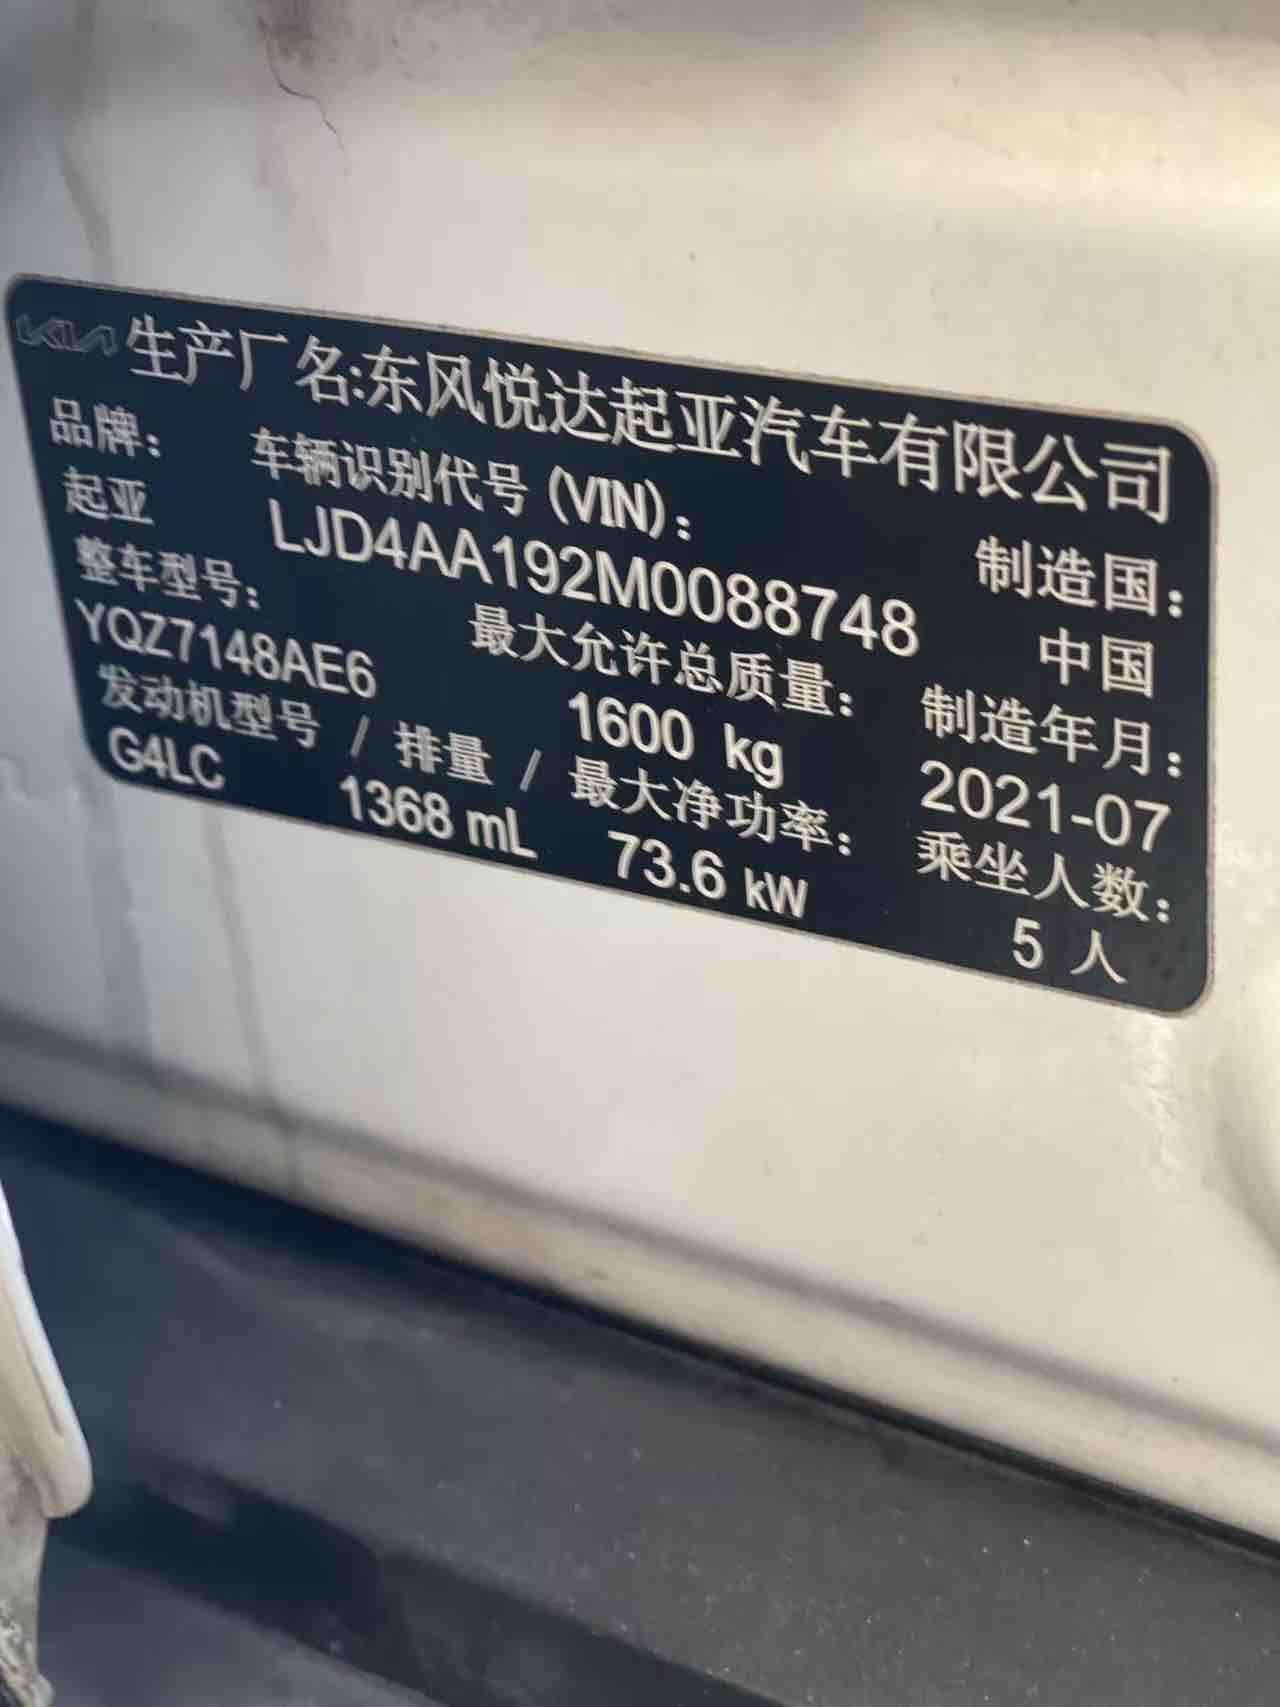 KIA 生产厂名:东风悦达起亚汽车有限公司
品牌: 车辆识别代号 (VIN): 制造国:
起亚 LJD4AA192M0088748 中国
整车型号: 最大允许总质量: 制造年月:
YQZ7148AE6 1600 kg 2021-07
发动机型号 / 排量 / 最大净功率: 乘坐人数:
G4LC 1368 mL 73.6 kW 5 人